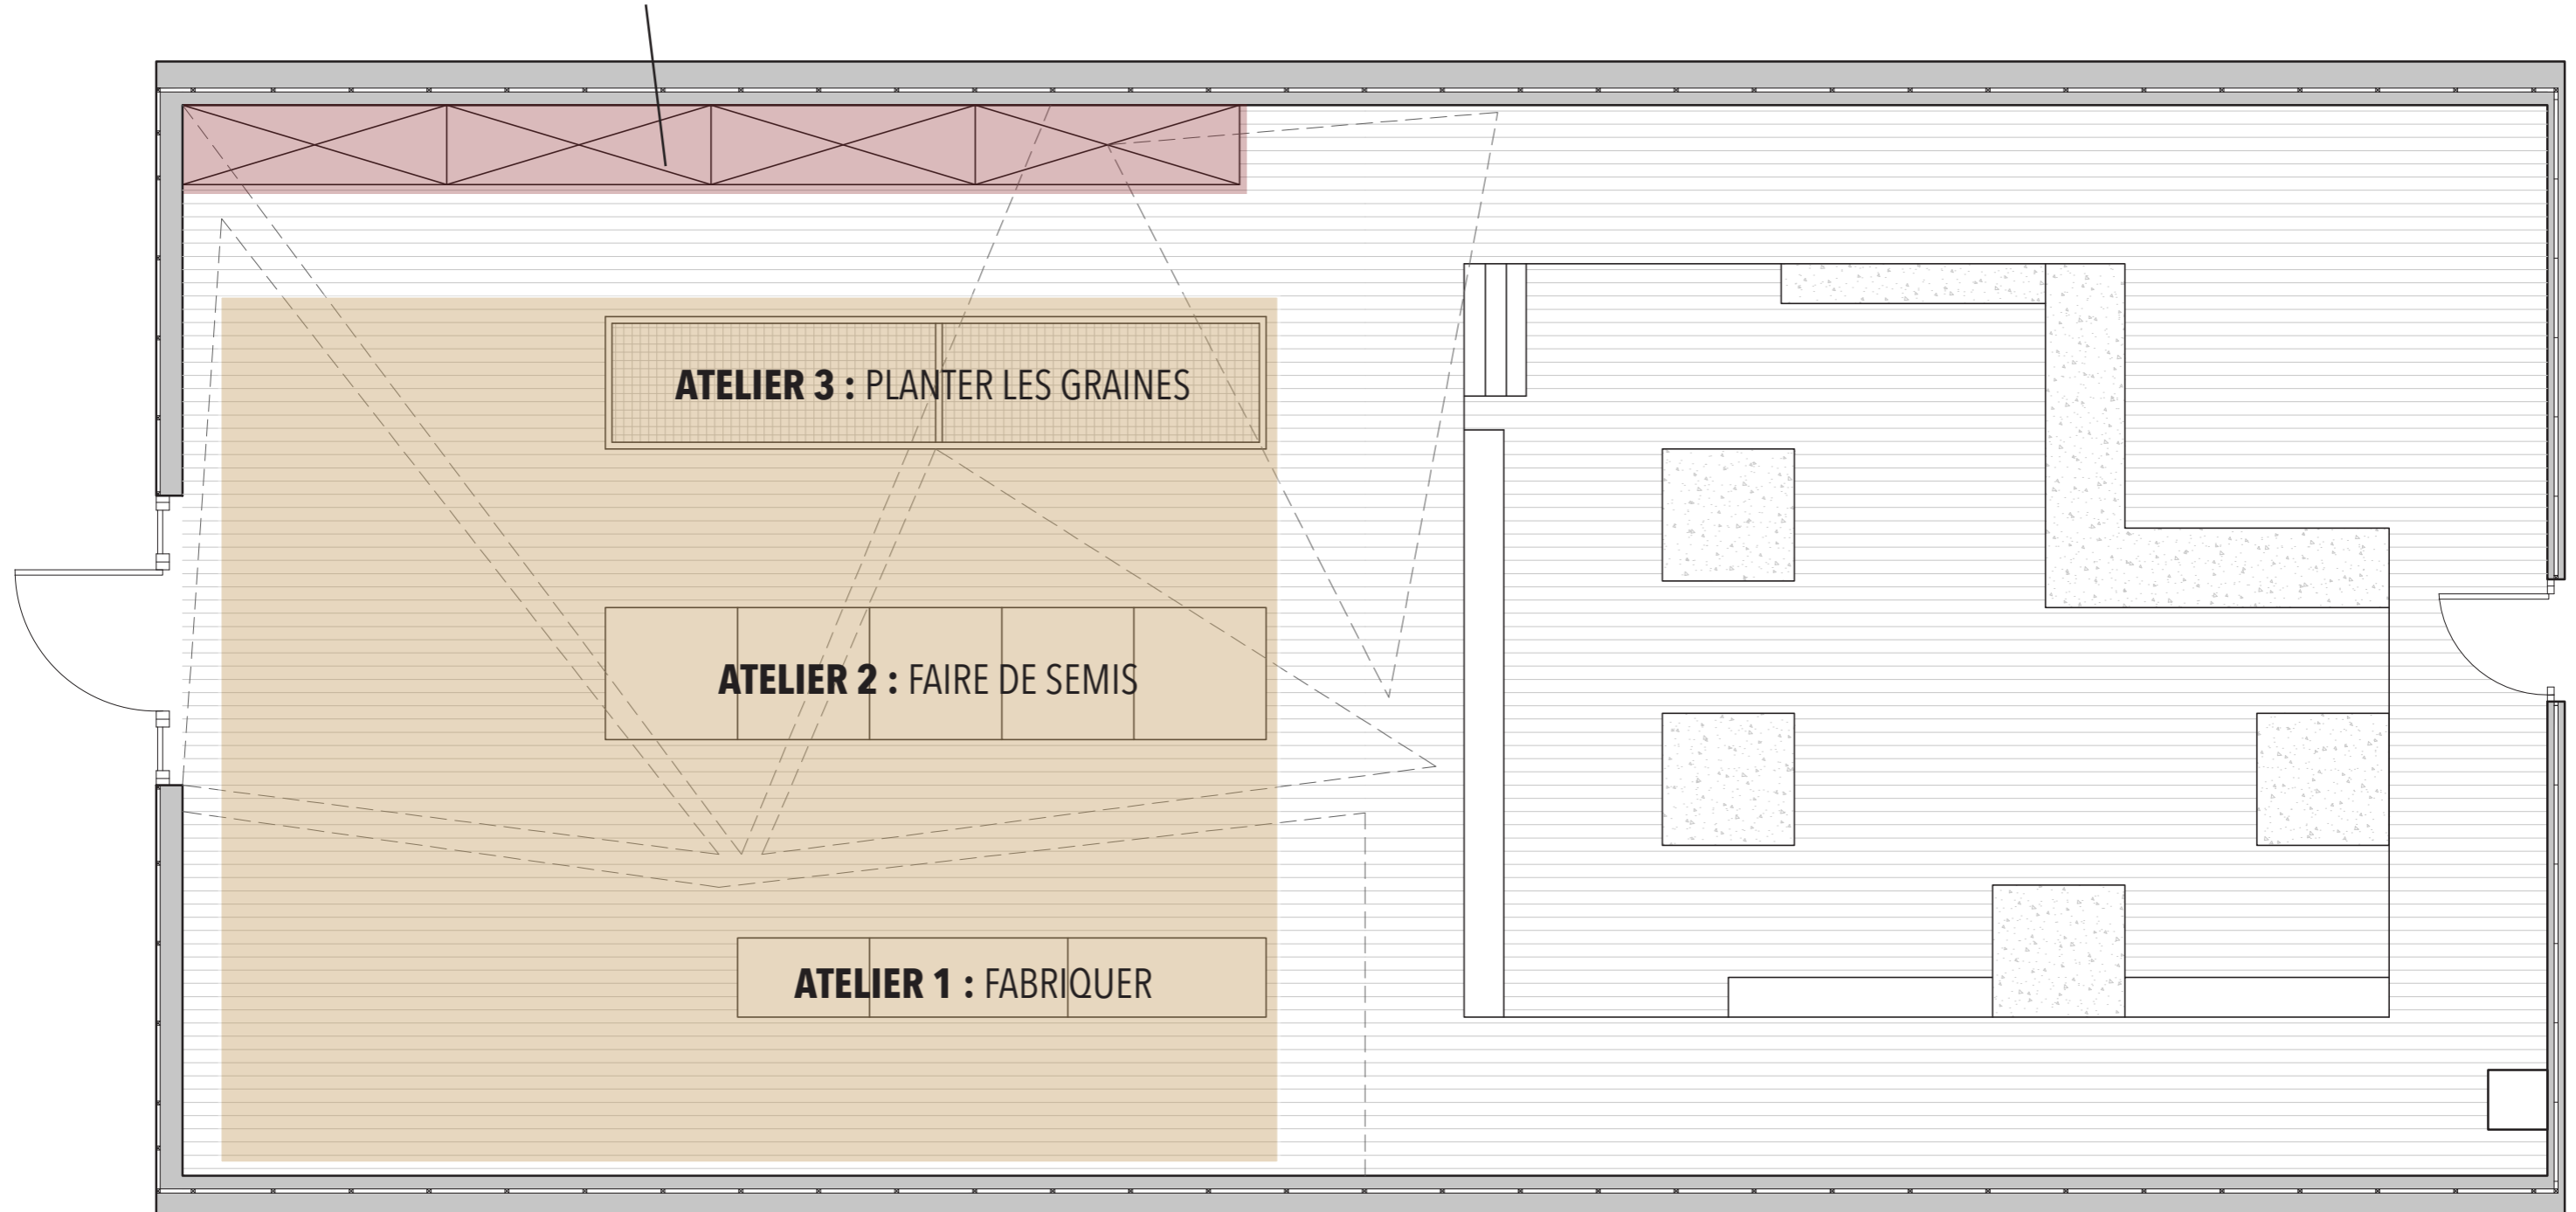 ATELIER 3 : PLANTER LES GRAINES
ATELIER 2 : FAIRE DE SEMIS
ATELIER 1 : FABRIQUER